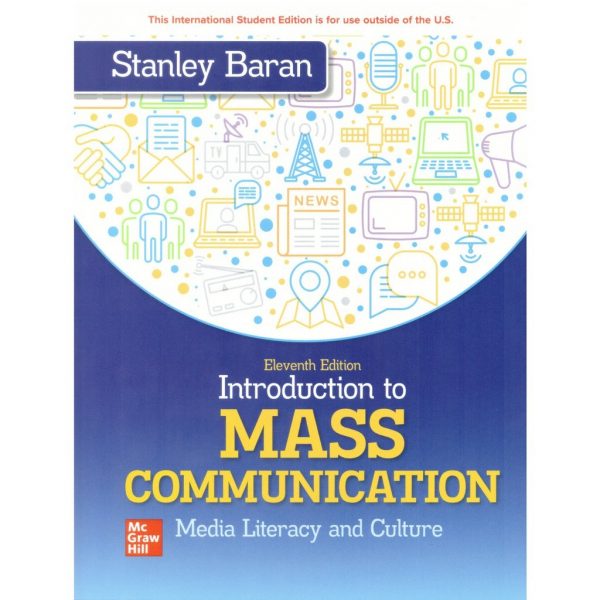 This International Student Edition is for use outside of the U.S.
Stanley Baran
TV
NEWS
Eleventh Edition
Introduction to
MASS
COMMUNICATION
Media Literacy and Culture
Mc
Graw
Hill